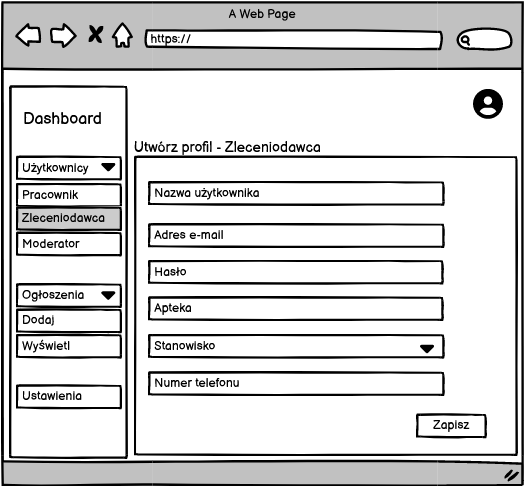 A Web Page
https://
Dashboard
Utwórz profil - Zleceniodawca
Użytkownicy
Pracownik
Zleceniodawca
Moderator
Ogłoszenia
Dodaj
Wyświetl
Ustawienia
Nazwa użytkownika
Adres e-mail
Hasło
Apteka
Stanowisko
Numer telefonu
Zapisz